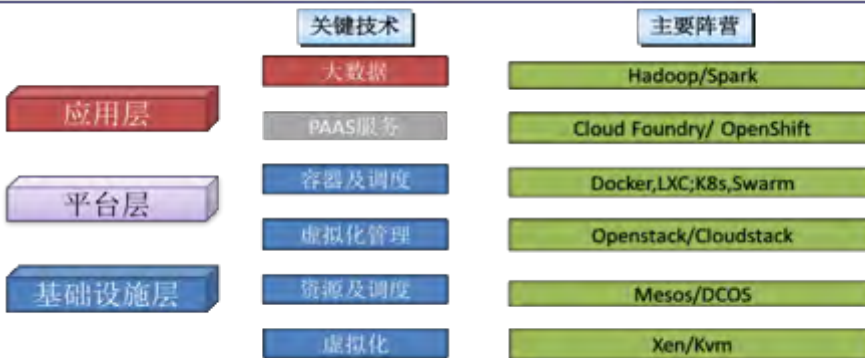 关键技术 主要阵营
大数据 Hadoop/Spark
应用层
PAAS服务 Cloud Foundry/ OpenShift
容器及调度 Docker,LXC;K8s,Swarm
平台层
虚拟化管理 Openstack/Cloudstack
基础设施层 资源及调度 Mesos/DCOS
虚拟化 Xen/Kvm